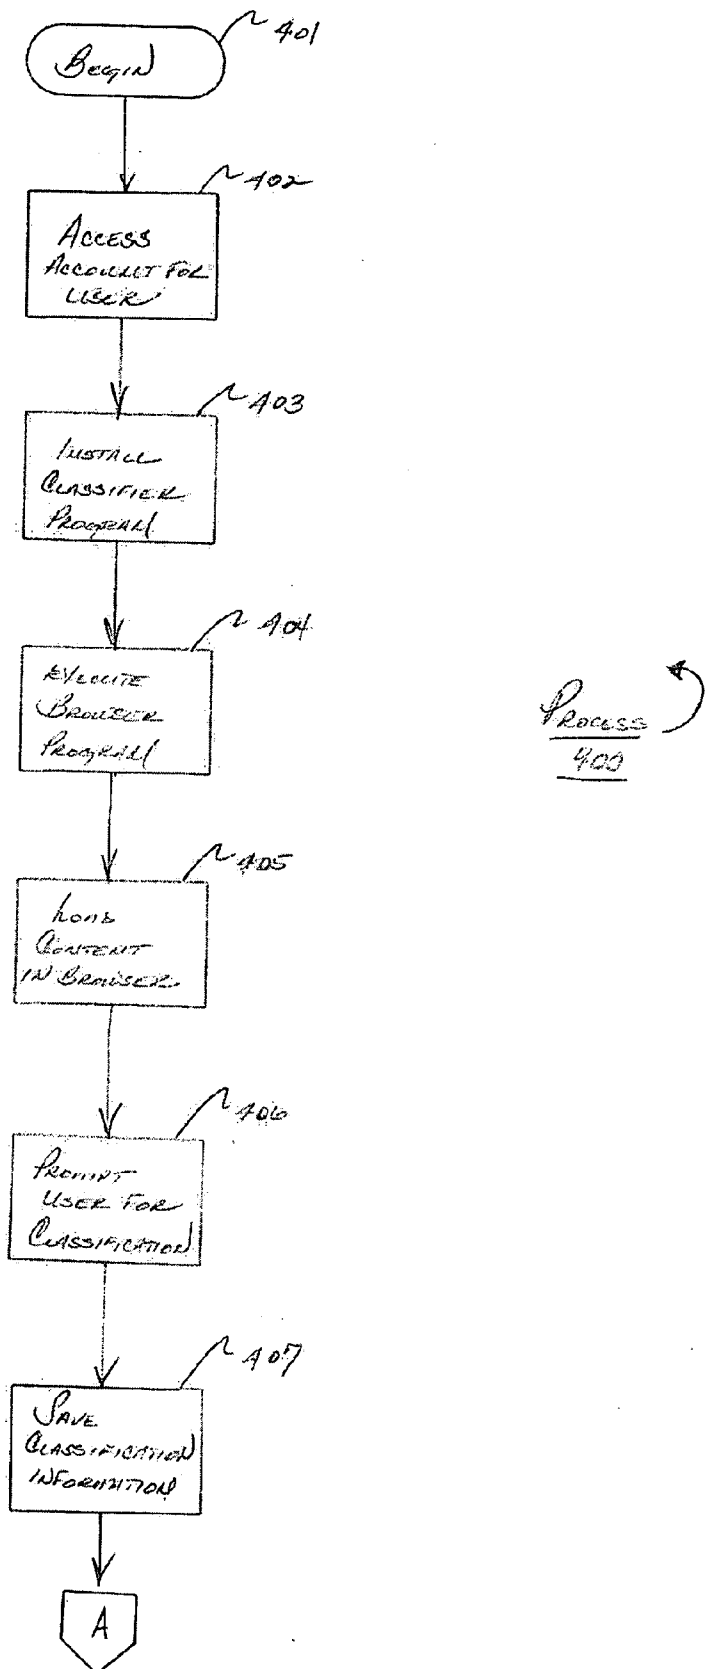 Begin
401
Access
Account For
User
402
Install
Classifier
Program
403
Execute
Browser
Program
404
Process
400
Load
Content
in Browser
405
Prompt
User For
Classification
406
Save
Classification
Information
407
A